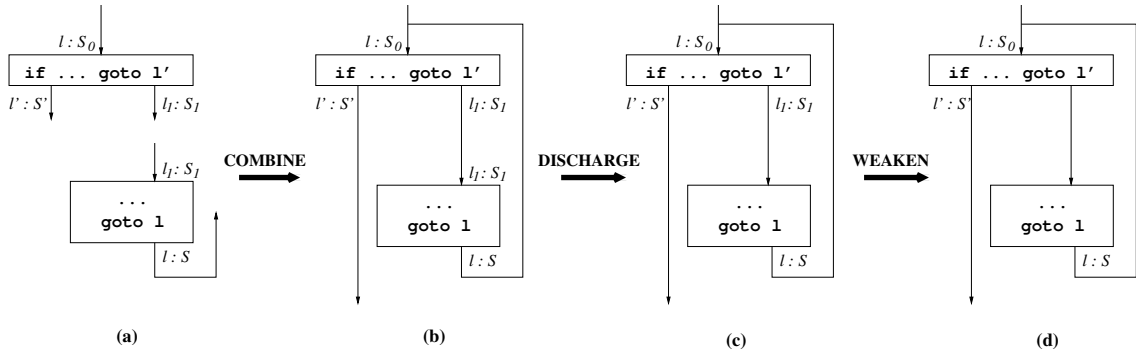 l : S₀
if ... goto l’
l’ : S’
l₁ : S₁
l₁ : S₁
...
goto l
l : S
(a)
COMBINE
l : S₀
if ... goto l’
l’ : S’
l₁ : S₁
l₁ : S₁
...
goto l
l : S
(b)
DISCHARGE
l : S₀
if ... goto l’
l’ : S’
l₁ : S₁
...
goto l
l : S
(c)
WEAKEN
l : S₀
if ... goto l’
l’ : S’
...
goto l
l : S
(d)